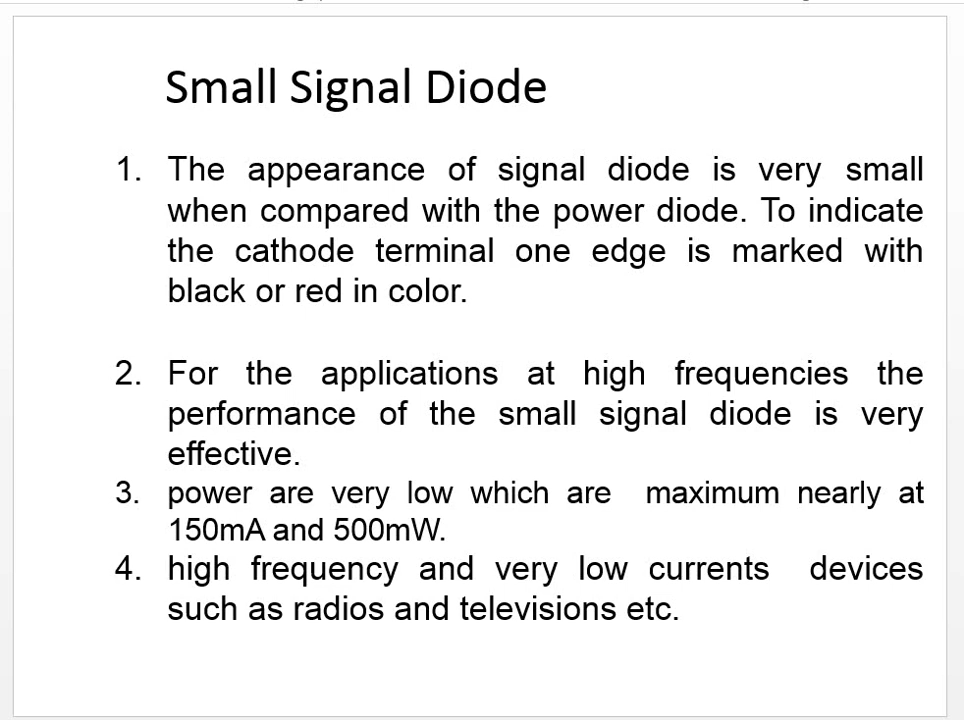 Small Signal Diode
1. The appearance of signal diode is very small
when compared with the power diode. To indicate
the cathode terminal one edge is marked with
black or red in color.
2. For the applications at high frequencies the
performance of the small signal diode is very
effective.
3. power are very low which are maximum nearly at
150mA and 500mW.
4. high frequency and very low currents devices
such as radios and televisions etc.